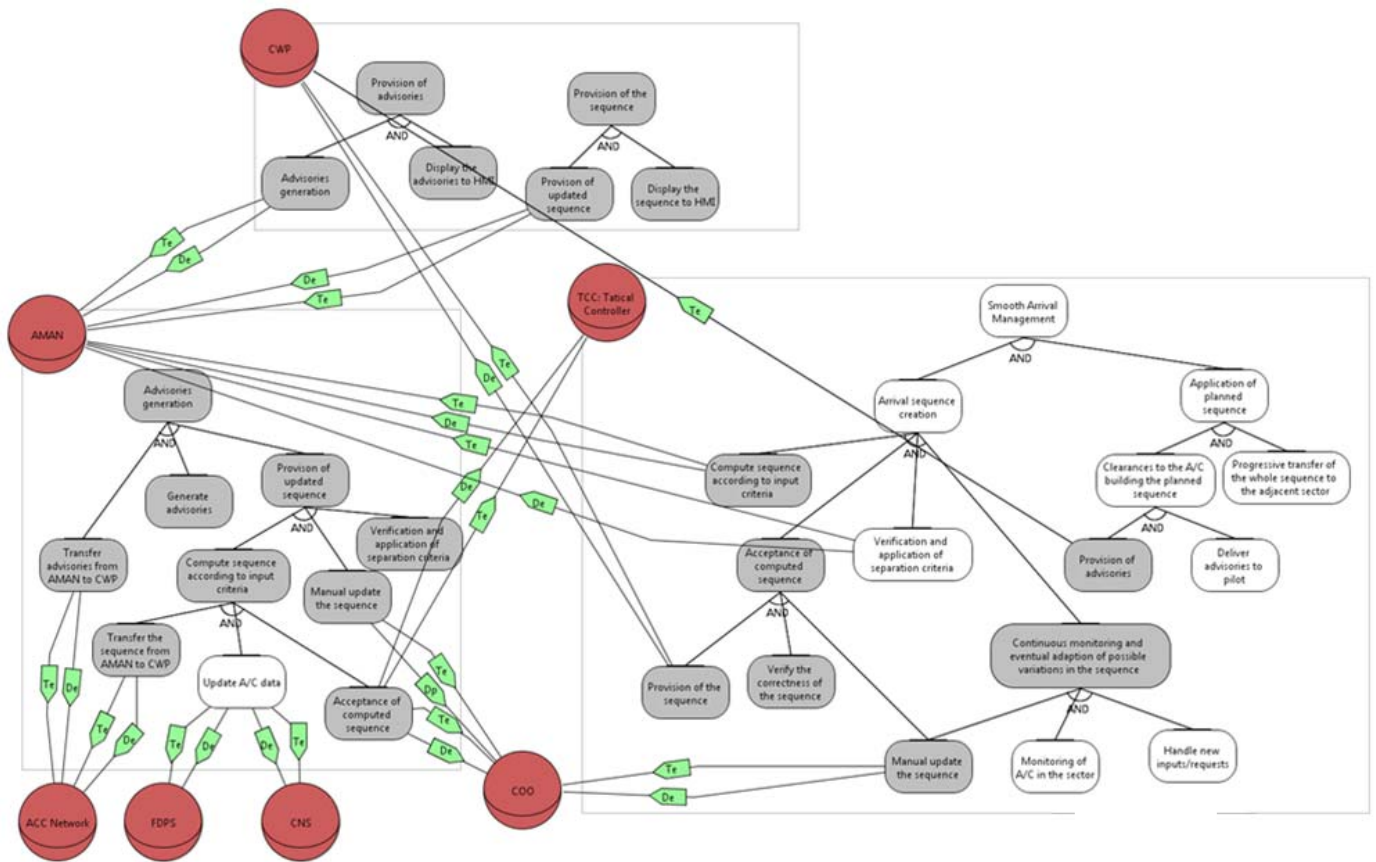 CWP
Provision of
advisories
AND
Advisories
generation
Display the
advisories to HMI
Provision of the
sequence
AND
Provison of
updated
sequence
Display the
sequence to HMI
Te
De
De
Te
AMAN
TCC: Tatical
Controller
Te
Te
De
Te
De
Te
De
De
Te
Advisories
generation
AND
Generate
advisories
Provison of
updated
sequence
AND
Verification and
application of
separation criteria
Transfer
advisories from
AMAN to CWP
Compute sequence
according to input
criteria
Manual update
the sequence
AND
Transfer the
sequence from
AMAN to CWP
Update A/C data
Acceptance of
computed
sequence
Te
De
Te
De
Te
De
De
Te
Te
Dp
Te
De
ACC Network
FDPS
CNS
COO
Smooth Arrival
Management
AND
Arrival sequence
creation
AND
Application of
planned
sequence
AND
Compute sequence
according to input
criteria
Clearances to the A/C
building the planned
sequence
AND
Progressive transfer of
the whole sequence to
the adjacent sector
Acceptance of
computed
sequence
AND
Verification and
application of
separation criteria
Provision of
advisories
Deliver
advisories to
pilot
Continuous monitoring and
eventual adaption of possible
variations in the sequence
AND
Provision of the
sequence
Verify the
correctness of
the sequence
Manual update
the sequence
Monitoring of
A/C in the sector
Handle new
inputs/requests
Te
De